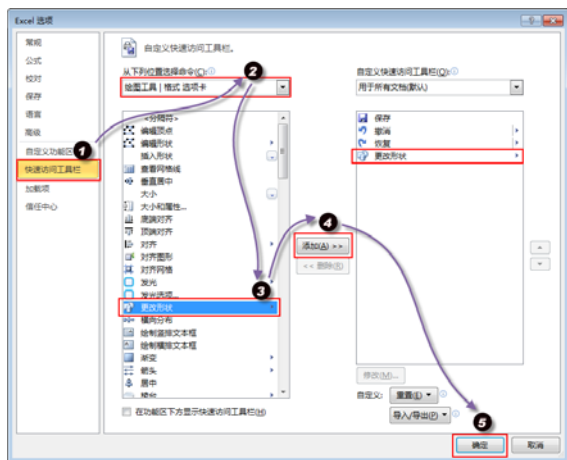 Excel 选项
常规
公式
校对
保存
语言
高级
自定义功能区
快速访问工具栏
加载项
信任中心
自定义快速访问工具栏。
从下列位置选择命令(C):
绘图工具 | 格式 选项卡
<分隔符>
编辑顶点
编辑形状
插入形状
查看网格线
垂直居中
大小
大小和属性...
底端对齐
顶端对齐
对齐
对齐图形
对齐网格
发光
发光选项...
更改形状
横向分布
绘制竖排文本框
绘制横排文本框
渐变
箭头
居中
棱台
在功能区下方显示快速访问工具栏(H)
添加(A) >>
<< 删除(R)
自定义快速访问工具栏(Q):
用于所有文档(默认)
保存
撤消
恢复
更改形状
修改(M)...
自定义:
重置(E)
导入/导出(P)
确定
取消
1
2
3
4
5